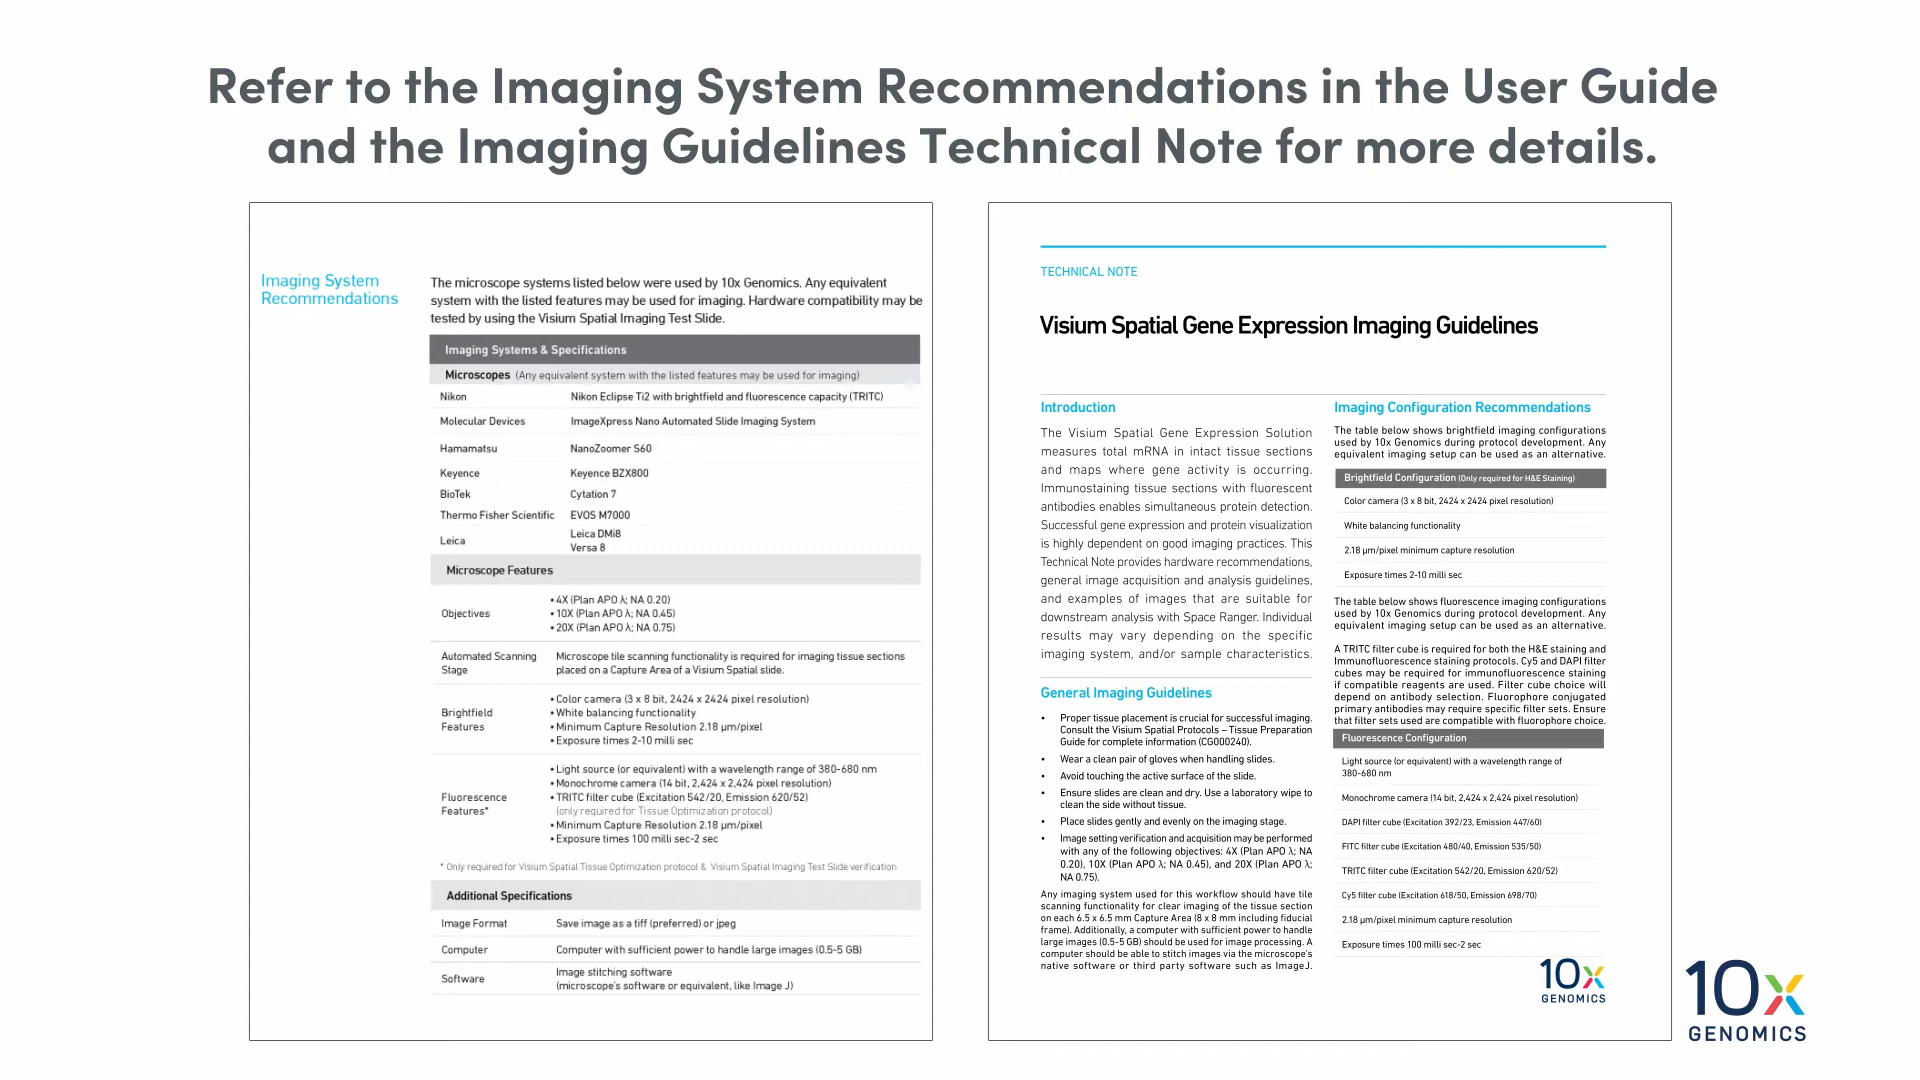 Refer to the Imaging System Recommendations in the User Guide
and the Imaging Guidelines Technical Note for more details.
Imaging System
Recommendations
The microscope systems listed below were used by 10x Genomics. Any equivalent
system with the listed features may be used for imaging. Hardware compatibility may be
tested by using the Visium Spatial Imaging Test Slide.
Imaging Systems & Specifications
Microscopes (Any equivalent system with the listed features may be used for imaging)
Nikon Nikon Eclipse Ti2 with brightfield and fluorescence capacity (TRITC)
Molecular Devices ImageXpress Nano Automated Slide Imaging System
Hamamatsu NanoZoomer S60
Keyence Keyence BZX800
BioTek Cytation 7
Thermo Fisher Scientific EVOS M7000
Leica Leica DMi8
Versa 8
Microscope Features
Objectives
• 4X (Plan APO λ; NA 0.20)
• 10X (Plan APO λ; NA 0.45)
• 20X (Plan APO λ; NA 0.75)
Automated Scanning
Stage
Microscope tile scanning functionality is required for imaging tissue sections
placed on a Capture Area of a Visium Spatial slide.
Brightfield
Features
• Color camera (3 x 8 bit, 2424 x 2424 pixel resolution)
• White balancing functionality
• Minimum Capture Resolution 2.18 µm/pixel
• Exposure times 2-10 milli sec
Fluorescence
Features*
• Light source (or equivalent) with a wavelength range of 380-680 nm
• Monochrome camera (14 bit, 2,424 x 2,424 pixel resolution)
• TRITC filter cube (Excitation 542/20, Emission 620/52)
(only required for Tissue Optimization protocol)
• Minimum Capture Resolution 2.18 µm/pixel
• Exposure times 100 milli sec-2 sec
* Only required for Visium Spatial Tissue Optimization protocol & Visium Spatial Imaging Test Slide verification
Additional Specifications
Image Format Save image as a tiff (preferred) or jpeg
Computer Computer with sufficient power to handle large images (0.5-5 GB)
Software Image stitching software
(microscope's software or equivalent, like Image J)
TECHNICAL NOTE
Visium Spatial Gene Expression Imaging Guidelines
Introduction
The Visium Spatial Gene Expression Solution
measures total mRNA in intact tissue sections
and maps where gene activity is occurring.
Immunostaining tissue sections with fluorescent
antibodies enables simultaneous protein detection.
Successful gene expression and protein visualization
is highly dependent on good imaging practices. This
Technical Note provides hardware recommendations,
general image acquisition and analysis guidelines,
and examples of images that are suitable for
downstream analysis with Space Ranger. Individual
results may vary depending on the specific
imaging system, and/or sample characteristics.
General Imaging Guidelines
• Proper tissue placement is crucial for successful imaging.
Consult the Visium Spatial Protocols – Tissue Preparation
Guide for complete information (CG000240).
• Wear a clean pair of gloves when handling slides.
• Avoid touching the active surface of the slide.
• Ensure slides are clean and dry. Use a laboratory wipe to
clean the side without tissue.
• Place slides gently and evenly on the imaging stage.
• Image setting verification and acquisition may be performed
with any of the following objectives: 4X (Plan APO λ; NA
0.20), 10X (Plan APO λ; NA 0.45), and 20X (Plan APO λ;
NA 0.75).
Any imaging system used for this workflow should have tile
scanning functionality for clear imaging of the tissue section
on each 6.5 x 6.5 mm Capture Area (8 x 8 mm including fiducial
frame). Additionally, a computer with sufficient power to handle
large images (0.5-5 GB) should be used for image processing. A
computer should be able to stitch images via the microscope's
native software or third party software such as ImageJ.
Imaging Configuration Recommendations
The table below shows brightfield imaging configurations
used by 10x Genomics during protocol development. Any
equivalent imaging setup can be used as an alternative.
Brightfield Configuration (Only required for H&E Staining)
Color camera (3 x 8 bit, 2424 x 2424 pixel resolution)
White balancing functionality
2.18 µm/pixel minimum capture resolution
Exposure times 2-10 milli sec
The table below shows fluorescence imaging configurations
used by 10x Genomics during protocol development. Any
equivalent imaging setup can be used as an alternative.
A TRITC filter cube is required for both the H&E staining and
Immunofluorescence staining protocols. Cy5 and DAPI filter
cubes may be required for immunofluorescence staining
if compatible reagents are used. Filter cube choice will
depend on antibody selection. Fluorophore conjugated
primary antibodies may require specific filter sets. Ensure
that filter sets used are compatible with fluorophore choice.
Fluorescence Configuration
Light source (or equivalent) with a wavelength range of
380-680 nm
Monochrome camera (14 bit, 2,424 x 2,424 pixel resolution)
DAPI filter cube (Excitation 392/23, Emission 447/60)
FITC filter cube (Excitation 480/40, Emission 535/50)
TRITC filter cube (Excitation 542/20, Emission 620/52)
Cy5 filter cube (Excitation 618/50, Emission 698/70)
2.18 µm/pixel minimum capture resolution
Exposure times 100 milli sec-2 sec
10x
GENOMICS
10x
GENOMICS